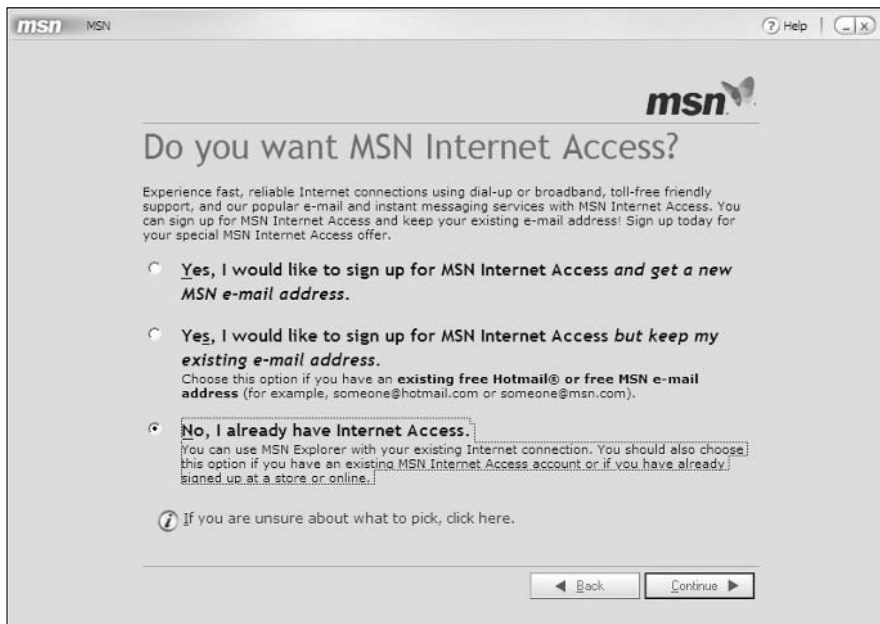 msn MSN Help
msn
Do you want MSN Internet Access?
Experience fast, reliable Internet connections using dial-up or broadband, toll-free friendly
support, and our popular e-mail and instant messaging services with MSN Internet Access. You
can sign up for MSN Internet Access and keep your existing e-mail address! Sign up today for
your special MSN Internet Access offer.
Yes, I would like to sign up for MSN Internet Access and get a new
MSN e-mail address.
Yes, I would like to sign up for MSN Internet Access but keep my
existing e-mail address.
Choose this option if you have an existing free Hotmail® or free MSN e-mail
address (for example, someone@hotmail.com or someone@msn.com).
No, I already have Internet Access.
You can use MSN Explorer with your existing Internet connection. You should also choose
this option if you have an existing MSN Internet Access account or if you have already
signed up at a store or online.
If you are unsure about what to pick, click here.
Back Continue